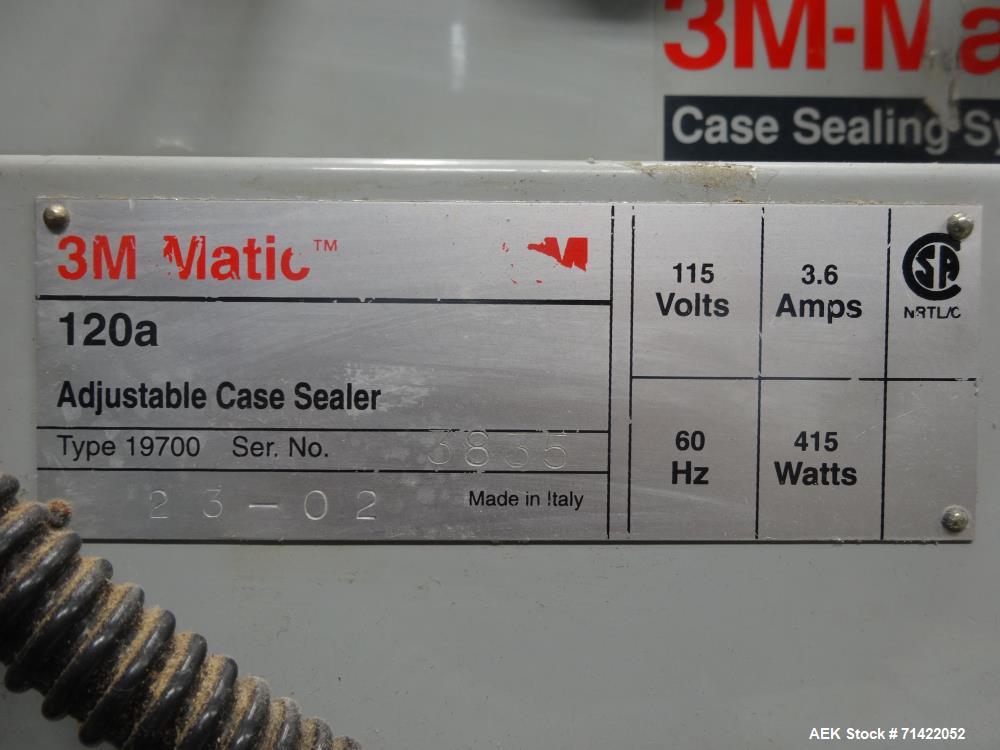 3M-Ma
Case Sealing Sy
3M Matic™
120a
Adjustable Case Sealer
Type 19700 Ser. No. 3835
23-02 Made in Italy
115 Volts
3.6 Amps
CSA
NRTL/C
60 Hz
415 Watts
AEK Stock # 71422052